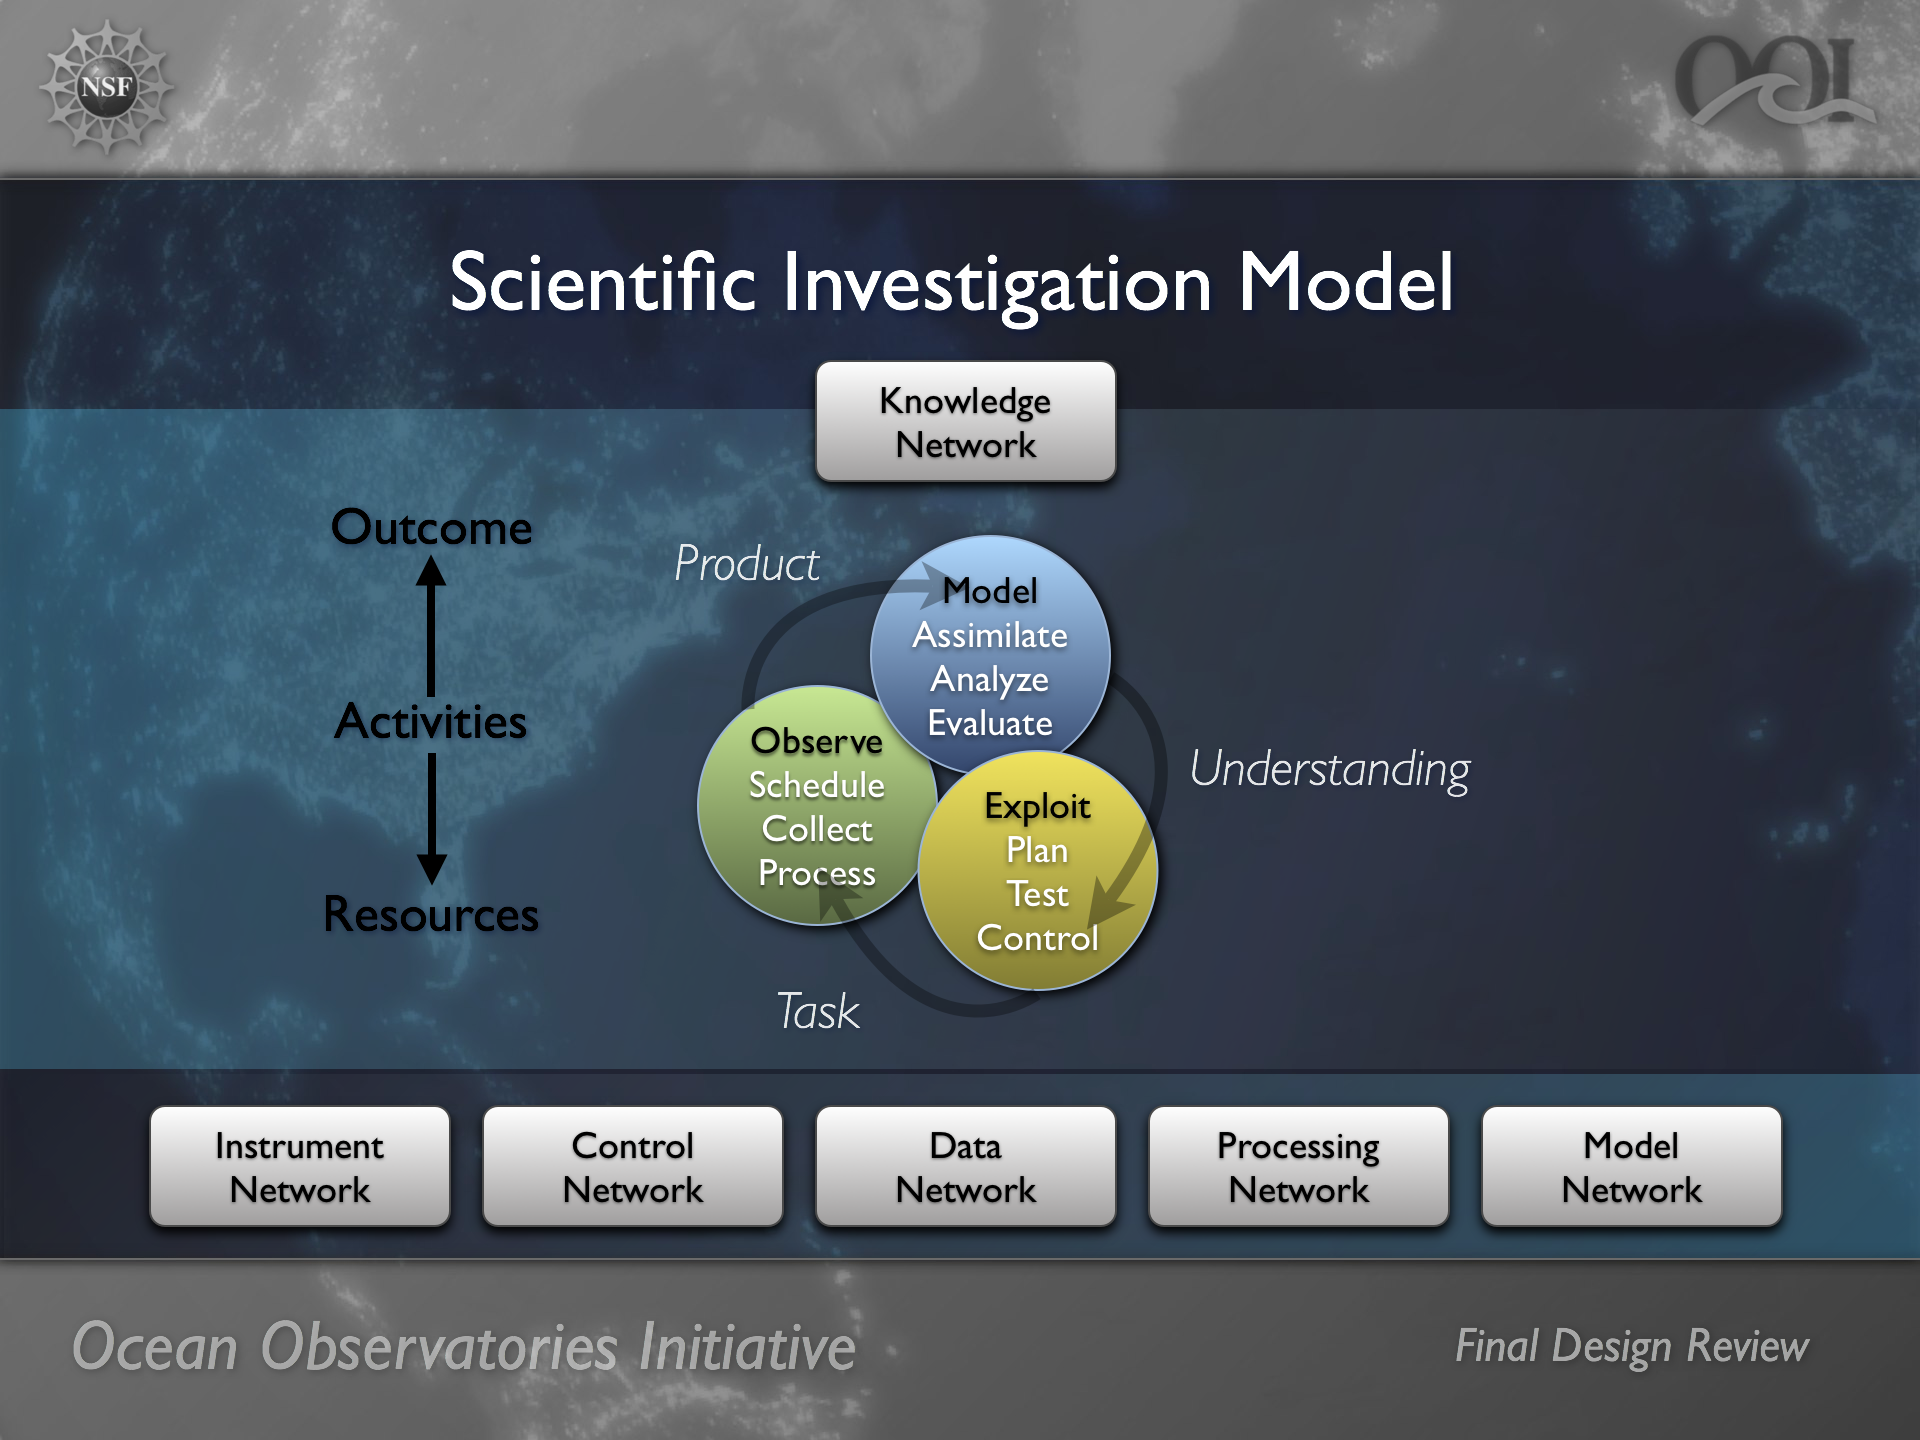 NSF
OOI
Scientific Investigation Model
Knowledge
Network
Outcome
Activities
Resources
Product
Model
Assimilate
Analyze
Evaluate
Observe
Schedule
Collect
Process
Exploit
Plan
Test
Control
Understanding
Task
Instrument
Network
Control
Network
Data
Network
Processing
Network
Model
Network
Ocean Observatories Initiative
Final Design Review